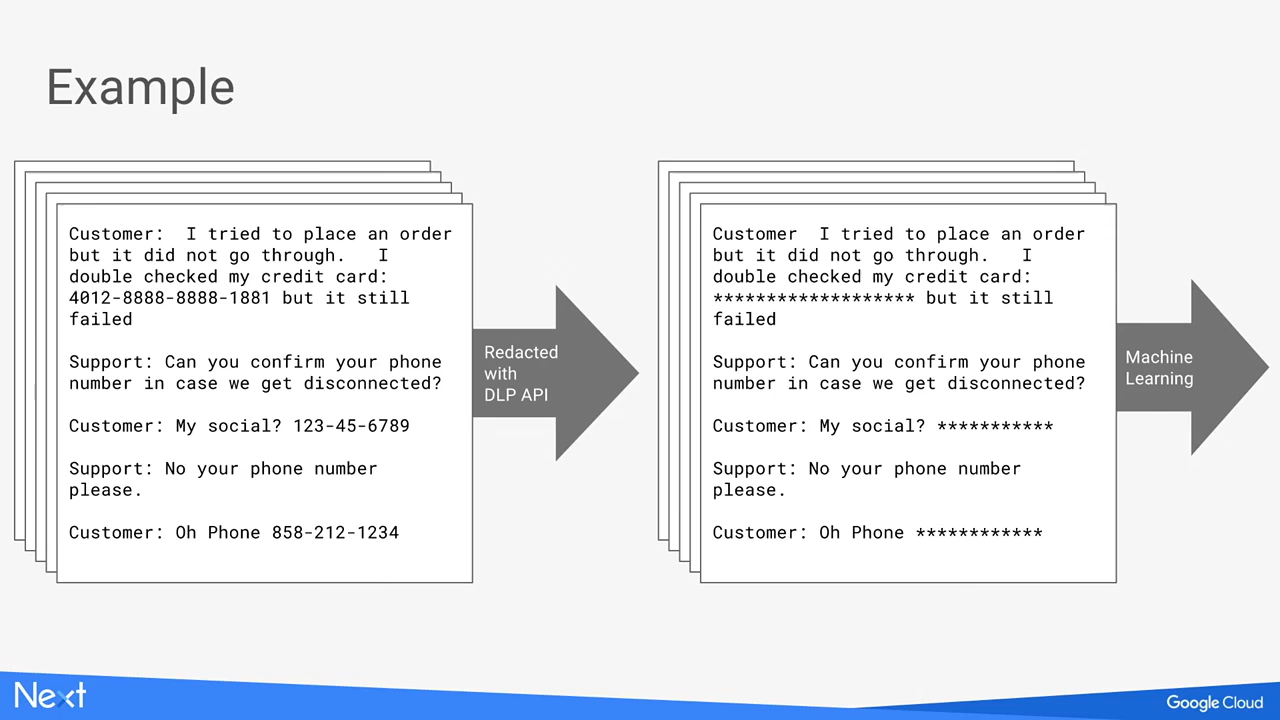 Example
Customer:  I tried to place an order
but it did not go through.   I
double checked my credit card:
4012-8888-8888-1881 but it still
failed
Support: Can you confirm your phone
number in case we get disconnected?
Customer: My social? 123-45-6789
Support: No your phone number
please.
Customer: Oh Phone 858-212-1234
Redacted
with
DLP API
Customer  I tried to place an order
but it did not go through.   I
double checked my credit card:
******************* but it still
failed
Support: Can you confirm your phone
number in case we get disconnected?
Customer: My social? ***********
Support: No your phone number
please.
Customer: Oh Phone ************
Machine
Learning
Next
Google Cloud